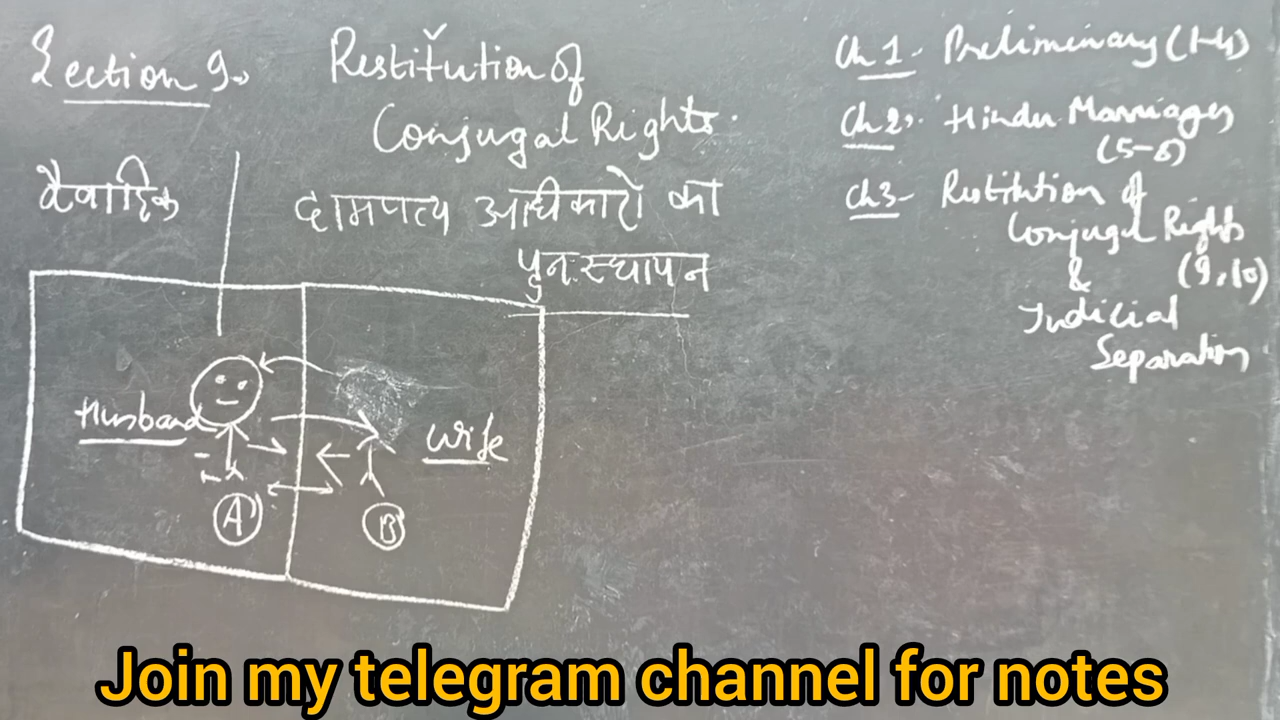 Section 9.
Restitution of
Conjugal Rights.
वैवाहिक
दामपत्य अधिकारों का
पुनःस्थापन
Husband
Wife
A
B
Ch 1 - Preliminary (1-4)
Ch 2. Hindu Marriages
(5-8)
Ch 3 - Restitution of
Conjugal Rights
& (9,10)
Judicial
Separation
Join my telegram channel for notes